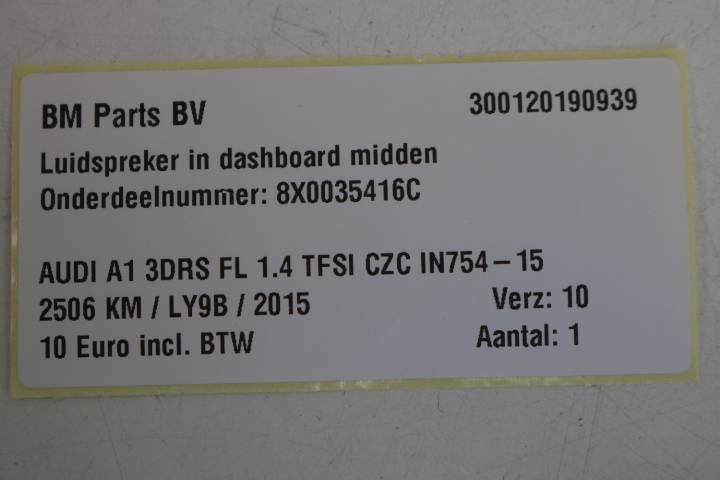 BM Parts BV 300120190939
Luidspreker in dashboard midden
Onderdeelnummer: 8X0035416C
AUDI A1 3DRS FL 1.4 TFSI CZC IN754-15
2506 KM / LY9B / 2015 Verz: 10
10 Euro incl. BTW Aantal: 1